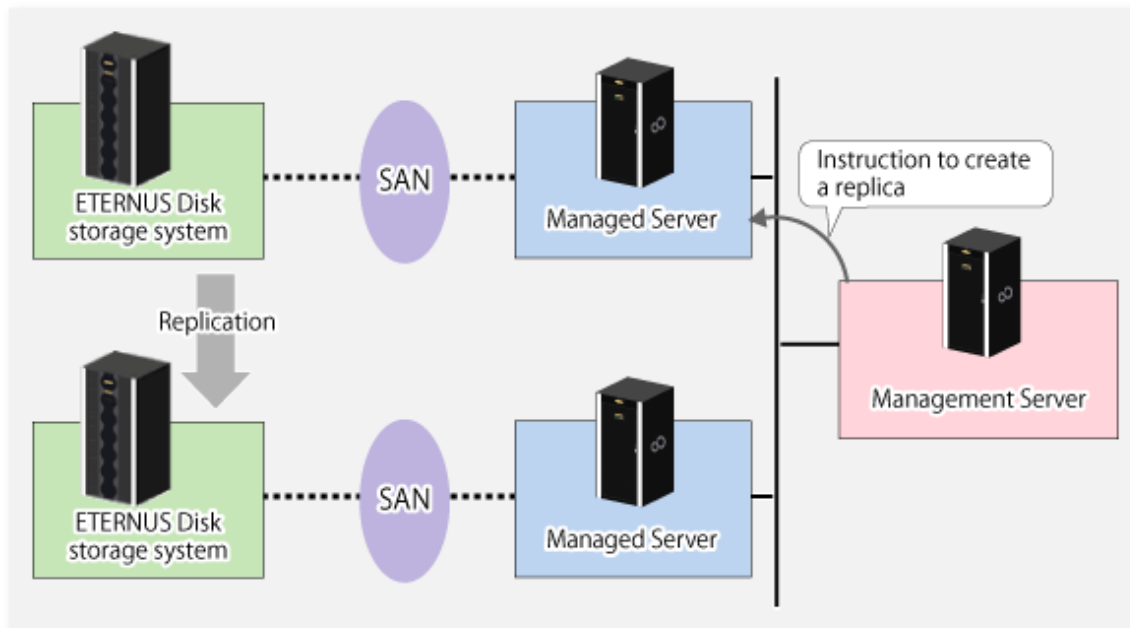 ETERNUS Disk
storage system
SAN
Managed Server
Instruction to create
a replica
Replication
Management Server
ETERNUS Disk
storage system
SAN
Managed Server